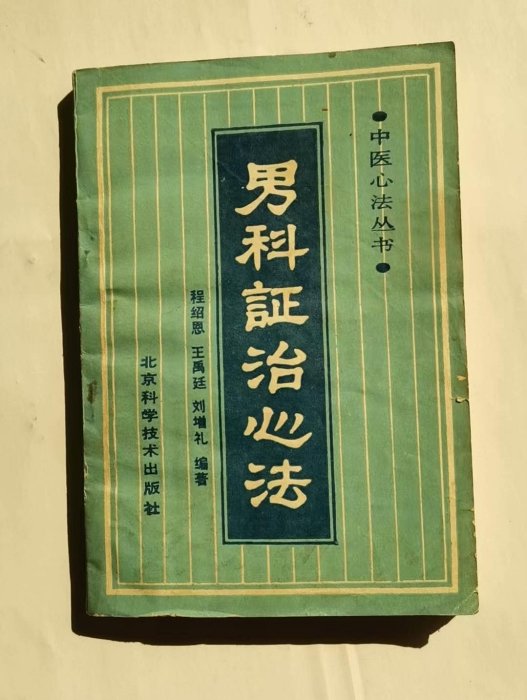 ●中医心法丛书●
男科証治心法
程绍恩 王禹廷 刘增礼 编著
北京科学技术出版社